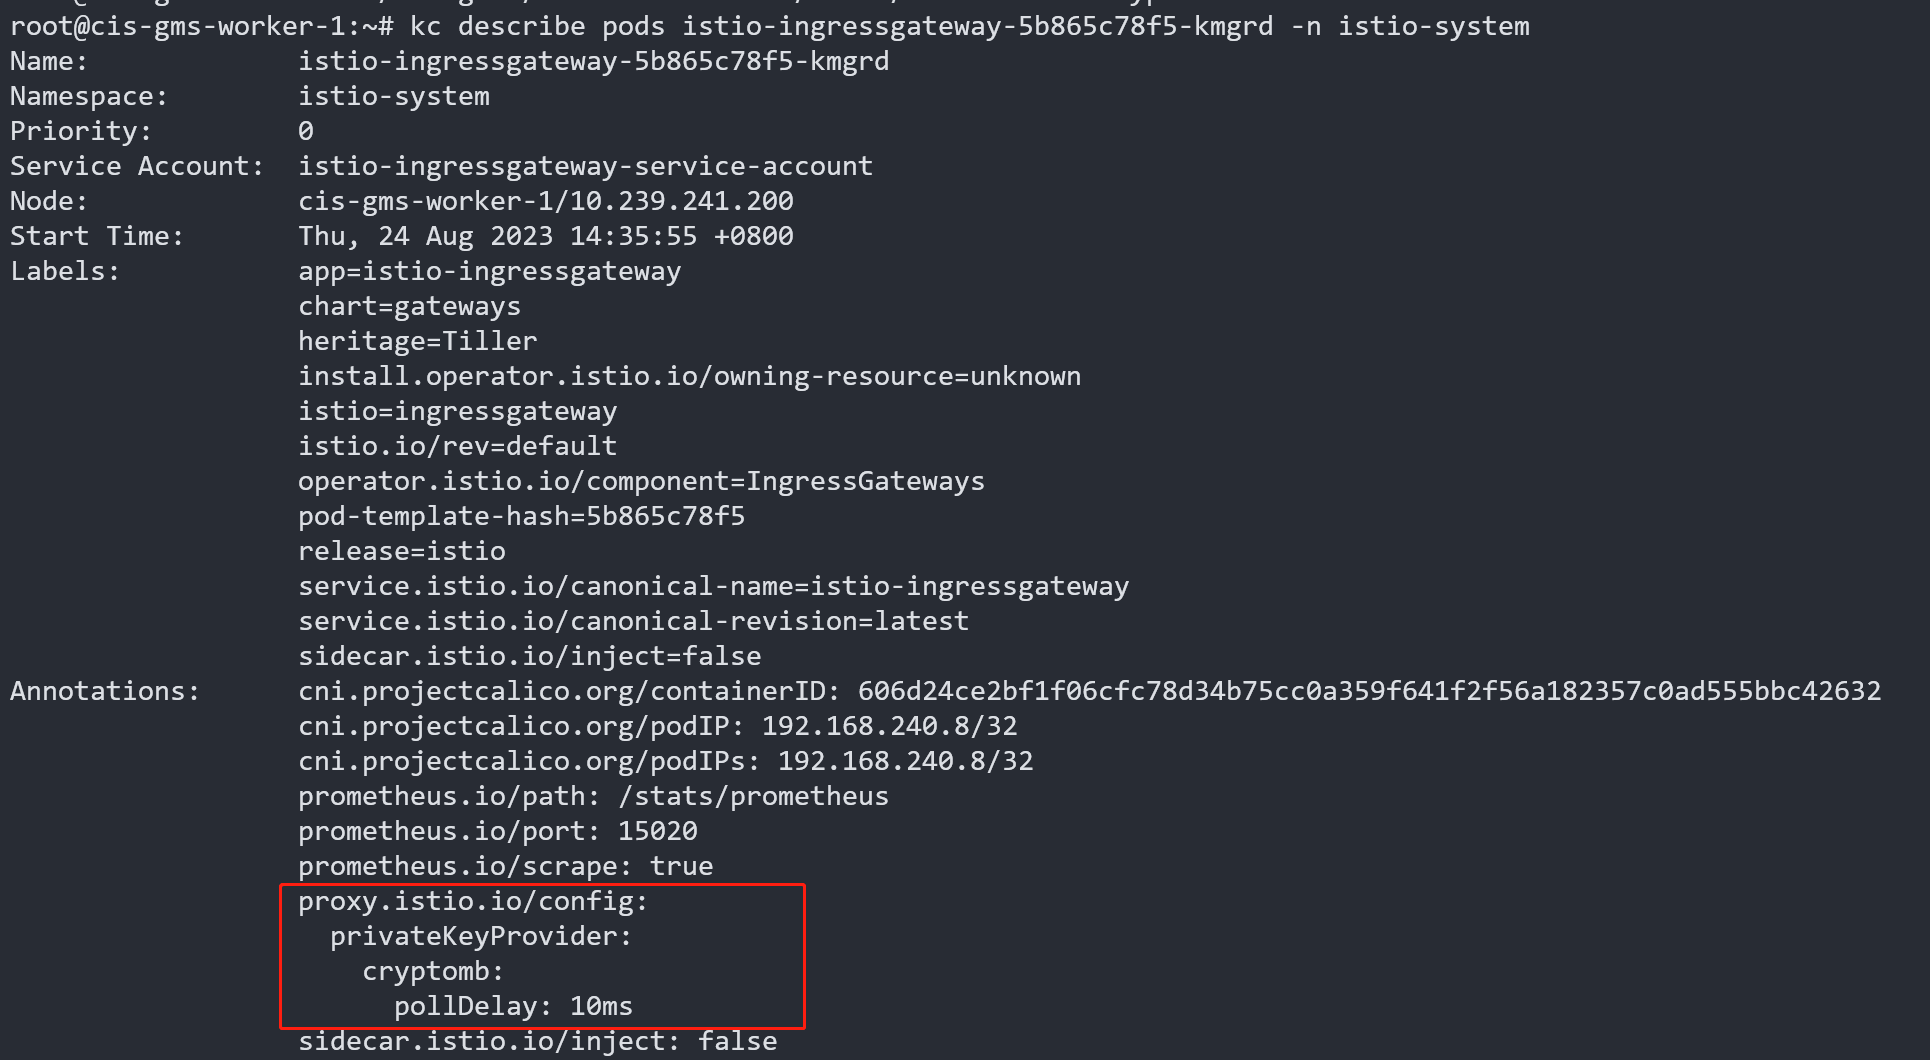 root@cis-gms-worker-1:~# kc describe pods istio-ingressgateway-5b865c78f5-kmgrd -n istio-system
Name:             istio-ingressgateway-5b865c78f5-kmgrd
Namespace:        istio-system
Priority:         0
Service Account:  istio-ingressgateway-service-account
Node:             cis-gms-worker-1/10.239.241.200
Start Time:       Thu, 24 Aug 2023 14:35:55 +0800
Labels:           app=istio-ingressgateway
                  chart=gateways
                  heritage=Tiller
                  install.operator.istio.io/owning-resource=unknown
                  istio=ingressgateway
                  istio.io/rev=default
                  operator.istio.io/component=IngressGateways
                  pod-template-hash=5b865c78f5
                  release=istio
                  service.istio.io/canonical-name=istio-ingressgateway
                  service.istio.io/canonical-revision=latest
                  sidecar.istio.io/inject=false
Annotations:      cni.projectcalico.org/containerID: 606d24ce2bf1f06cfc78d34b75cc0a359f641f2f56a182357c0ad555bbc42632
                  cni.projectcalico.org/podIP: 192.168.240.8/32
                  cni.projectcalico.org/podIPs: 192.168.240.8/32
                  prometheus.io/path: /stats/prometheus
                  prometheus.io/port: 15020
                  prometheus.io/scrape: true
                  proxy.istio.io/config:
                    privateKeyProvider:
                      cryptomb:
                        pollDelay: 10ms
                  sidecar.istio.io/inject: false